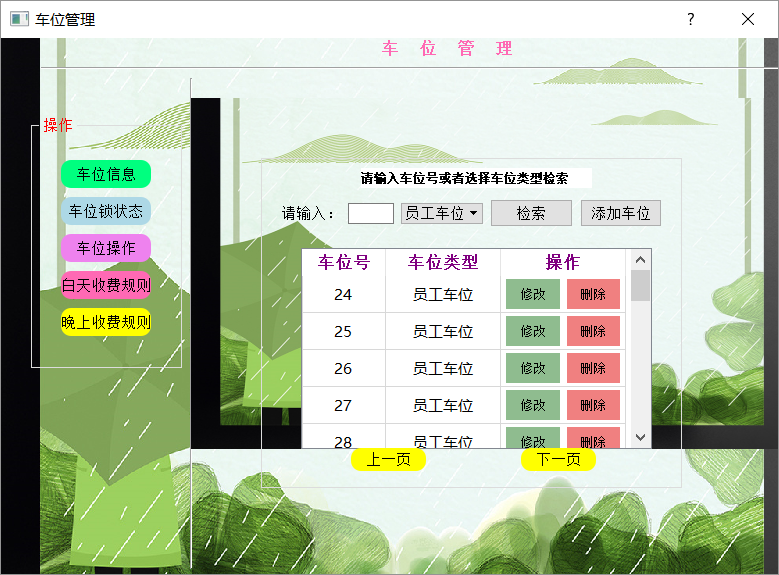 车位管理
?
车 位 管 理
操作
车位信息
车位锁状态
车位操作
白天收费规则
晚上收费规则
请输入车位号或者选择车位类型检索
请输入： 员工车位 检索 添加车位
车位号 车位类型 操作
24 员工车位 修改 删除
25 员工车位 修改 删除
26 员工车位 修改 删除
27 员工车位 修改 删除
28 员工车位 修改 删除
上一页 下一页